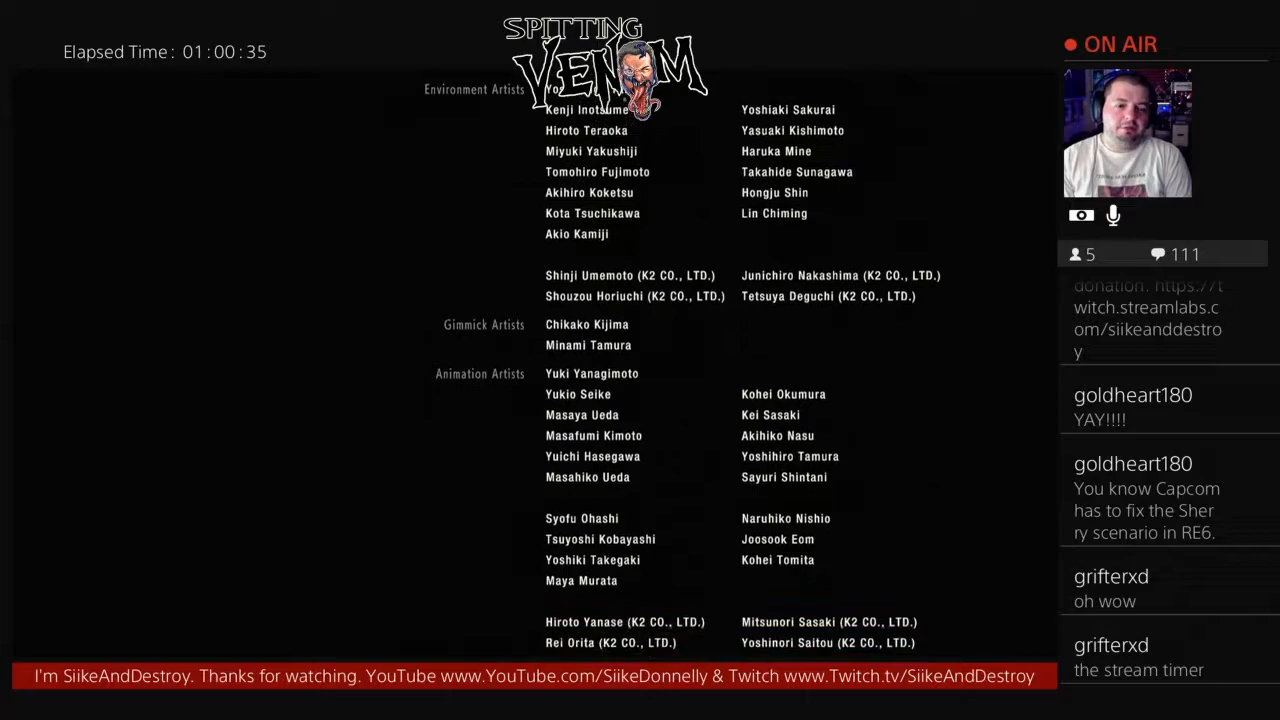 SPITTING
VENOM
Elapsed Time: 01:00:35
ON AIR
Environment Artists
Kenji Inotsume Yoshiaki Sakurai
Hiroto Teraoka Yasuaki Kishimoto
Miyuki Yakushiji Haruka Mine
Tomohiro Fujimoto Takahide Sunagawa
Akihiro Koketsu Hongju Shin
Kota Tsuchikawa Lin Chiming
Akio Kamiji
Shinji Umemoto (K2 CO., LTD.) Junichiro Nakashima (K2 CO., LTD.)
Shouzou Horiuchi (K2 CO., LTD.) Tetsuya Deguchi (K2 CO., LTD.)
Gimmick Artists Chikako Kijima
Minami Tamura
Animation Artists Yuki Yanagimoto
Yukio Seike Kohei Okumura
Masaya Ueda Kei Sasaki
Masafumi Kimoto Akihiko Nasu
Yuichi Hasegawa Yoshihiro Tamura
Masahiko Ueda Sayuri Shintani
Syofu Ohashi Naruhiko Nishio
Tsuyoshi Kobayashi Joosook Eom
Yoshiki Takegaki Kohei Tomita
Maya Murata
Hiroto Yanase (K2 CO., LTD.) Mitsunori Sasaki (K2 CO., LTD.)
Rei Orita (K2 CO., LTD.) Yoshinori Saitou (K2 CO., LTD.)
5 111
donation: https://t
witch.streamlabs.c
om/siikeanddestro
y
goldheart180
YAY!!!!
goldheart180
You know Capcom
has to fix the Sher
ry scenario in RE6.
grifterxd
oh wow
grifterxd
the stream timer
I'm SiikeAndDestroy. Thanks for watching. YouTube www.YouTube.com/SiikeDonnelly & Twitch www.Twitch.tv/SiikeAndDestroy